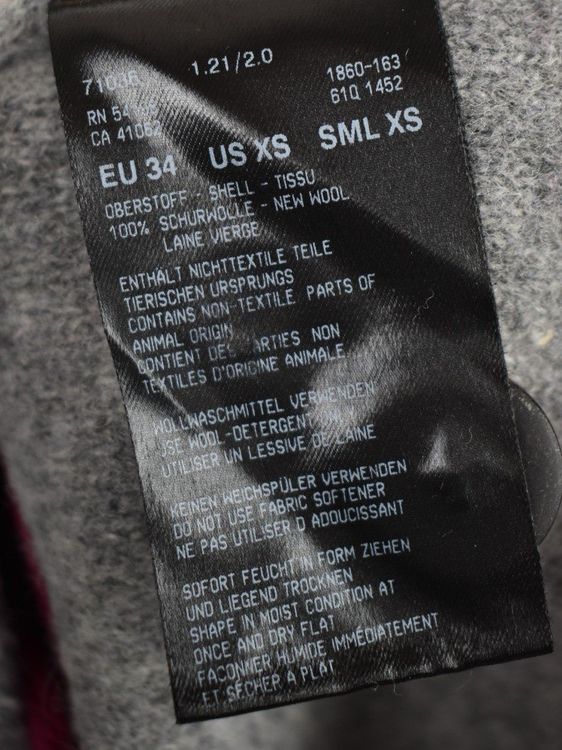 1.21/2.0
1860-163
61Q 1452
RN
CA
EU 34 US XS SML XS
OBERSTOFF - SHELL - TISSU
100% SCHURWOLLE - NEW WOOL
LAINE VIERGE
ENTHÄLT NICHTTEXTILE TEILE
TIERISCHEN URSPRUNGS
CONTAINS NON-TEXTILE PARTS OF
ANIMAL ORIGIN
CONTIENT DES PARTIES NON
TEXTILES D'ORIGINE ANIMALE
WOLLWASCHMITTEL VERWENDEN
USE WOOL-DETERGENT ONLY
UTILISER UN LESSIVE DE LAINE
KEINEN WEICHSPÜLER VERWENDEN
DO NOT USE FABRIC SOFTENER
NE PAS UTILISER D ADOUCISSANT
SOFORT FEUCHT IN FORM ZIEHEN
UND LIEGEND TROCKNEN
SHAPE IN MOIST CONDITION AT
ONCE AND DRY FLAT
FACONNER HUMIDE IMMÉDIATEMENT
ET SÉCHER A PLAT